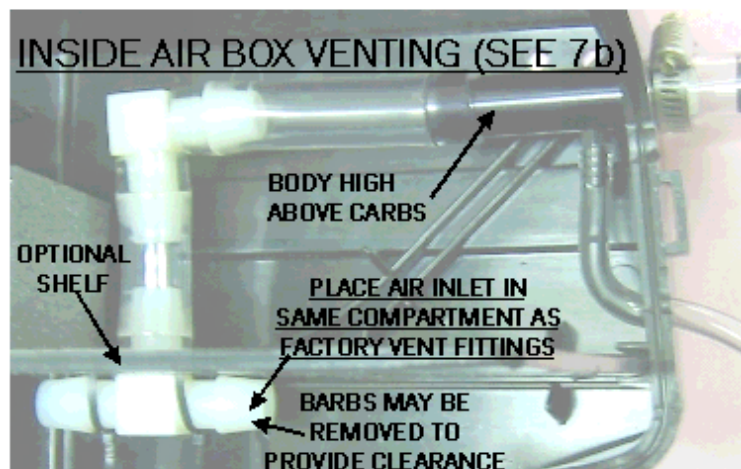 INSIDE AIR BOX VENTING (SEE 7b)
BODY HIGH
ABOVE CARBS
OPTIONAL
SHELF
PLACE AIR INLET IN
SAME COMPARTMENT AS
FACTORY VENT FITTINGS
BARBS MAY BE
REMOVED TO
PROVIDE CLEARANCE